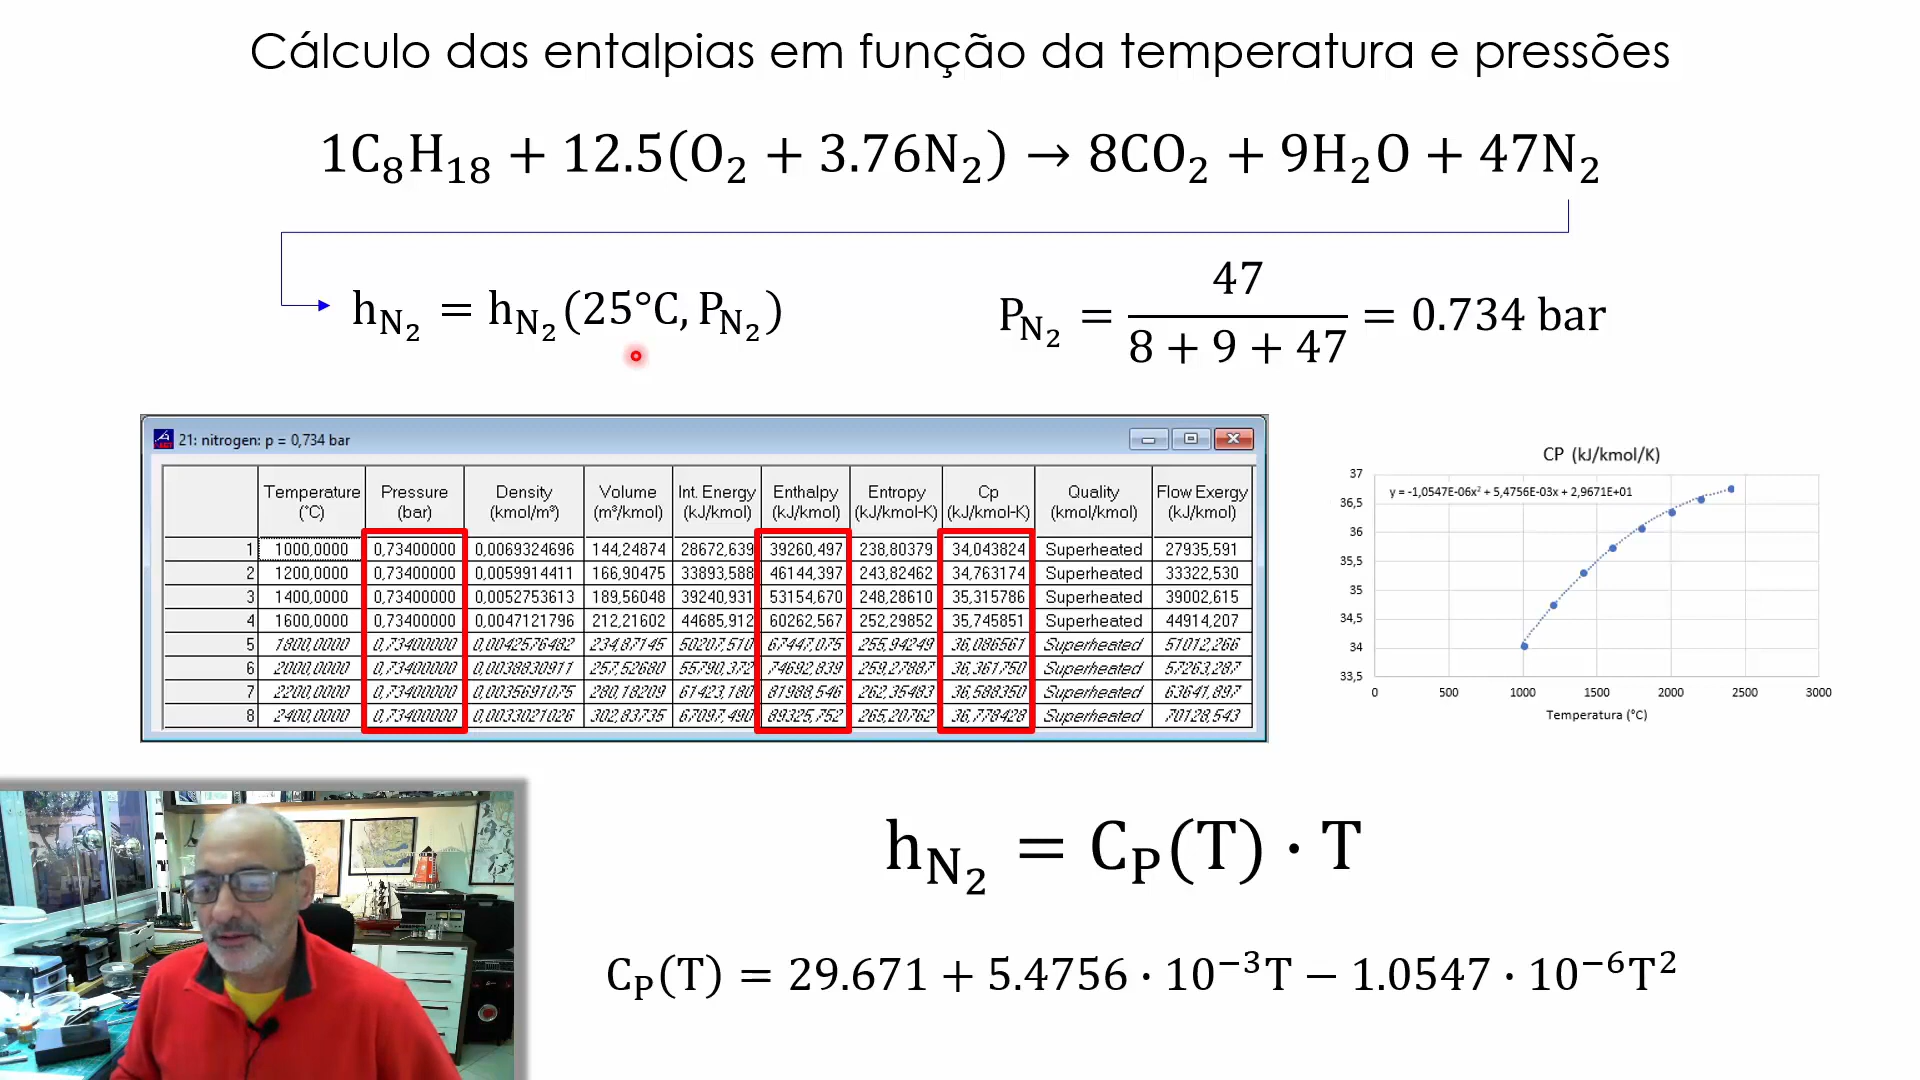 Cálculo das entalpias em função da temperatura e pressões
1C₈H₁₈ + 12.5(O₂ + 3.76N₂) → 8CO₂ + 9H₂O + 47N₂
h_N₂ = h_N₂(25°C, P_N₂)
P_N₂ = 47 / (8 + 9 + 47) = 0.734 bar
21: nitrogen: p = 0,734 bar
Temperature (°C) Pressure (bar) Density (kmol/m³) Volume (m³/kmol) Int. Energy (kJ/kmol) Enthalpy (kJ/kmol) Entropy (kJ/kmol-K) Cp (kJ/kmol-K) Quality (kmol/kmol) Flow Exergy (kJ/kmol)
1 1000,0000 0,73400000 0,0069324696 144,24874 28672,639 39260,497 238,80379 34,043824 Superheated 27935,591
2 1200,0000 0,73400000 0,0059914411 166,90475 33893,588 46144,397 243,82462 34,763174 Superheated 33322,530
3 1400,0000 0,73400000 0,0052753613 189,56048 39240,931 53154,670 248,28610 35,315786 Superheated 39002,615
4 1600,0000 0,73400000 0,0047121796 212,21602 44685,912 60262,567 252,29852 35,745851 Superheated 44914,207
5 1800,0000 0,73400000 0,0042576482 234,87145 50207,510 67447,075 255,94249 36,086561 Superheated 51012,266
6 2000,0000 0,73400000 0,0038830911 257,52680 55790,372 74692,839 259,27887 36,361750 Superheated 57263,287
7 2200,0000 0,73400000 0,0035691075 280,18209 61423,180 81988,546 262,35483 36,588350 Superheated 63641,897
8 2400,0000 0,73400000 0,0033021026 302,83735 67097,490 89325,752 265,20762 36,778428 Superheated 70128,543
CP (kJ/kmol/K)
y = -1,0547E-06x² + 5,4756E-03x + 2,9671E+01
37
36,5
36
35,5
35
34,5
34
33,5
0 500 1000 1500 2000 2500 3000
Temperatura (°C)
h_N₂ = C_P(T) · T
C_P(T) = 29.671 + 5.4756 · 10⁻³T − 1.0547 · 10⁻⁶T²